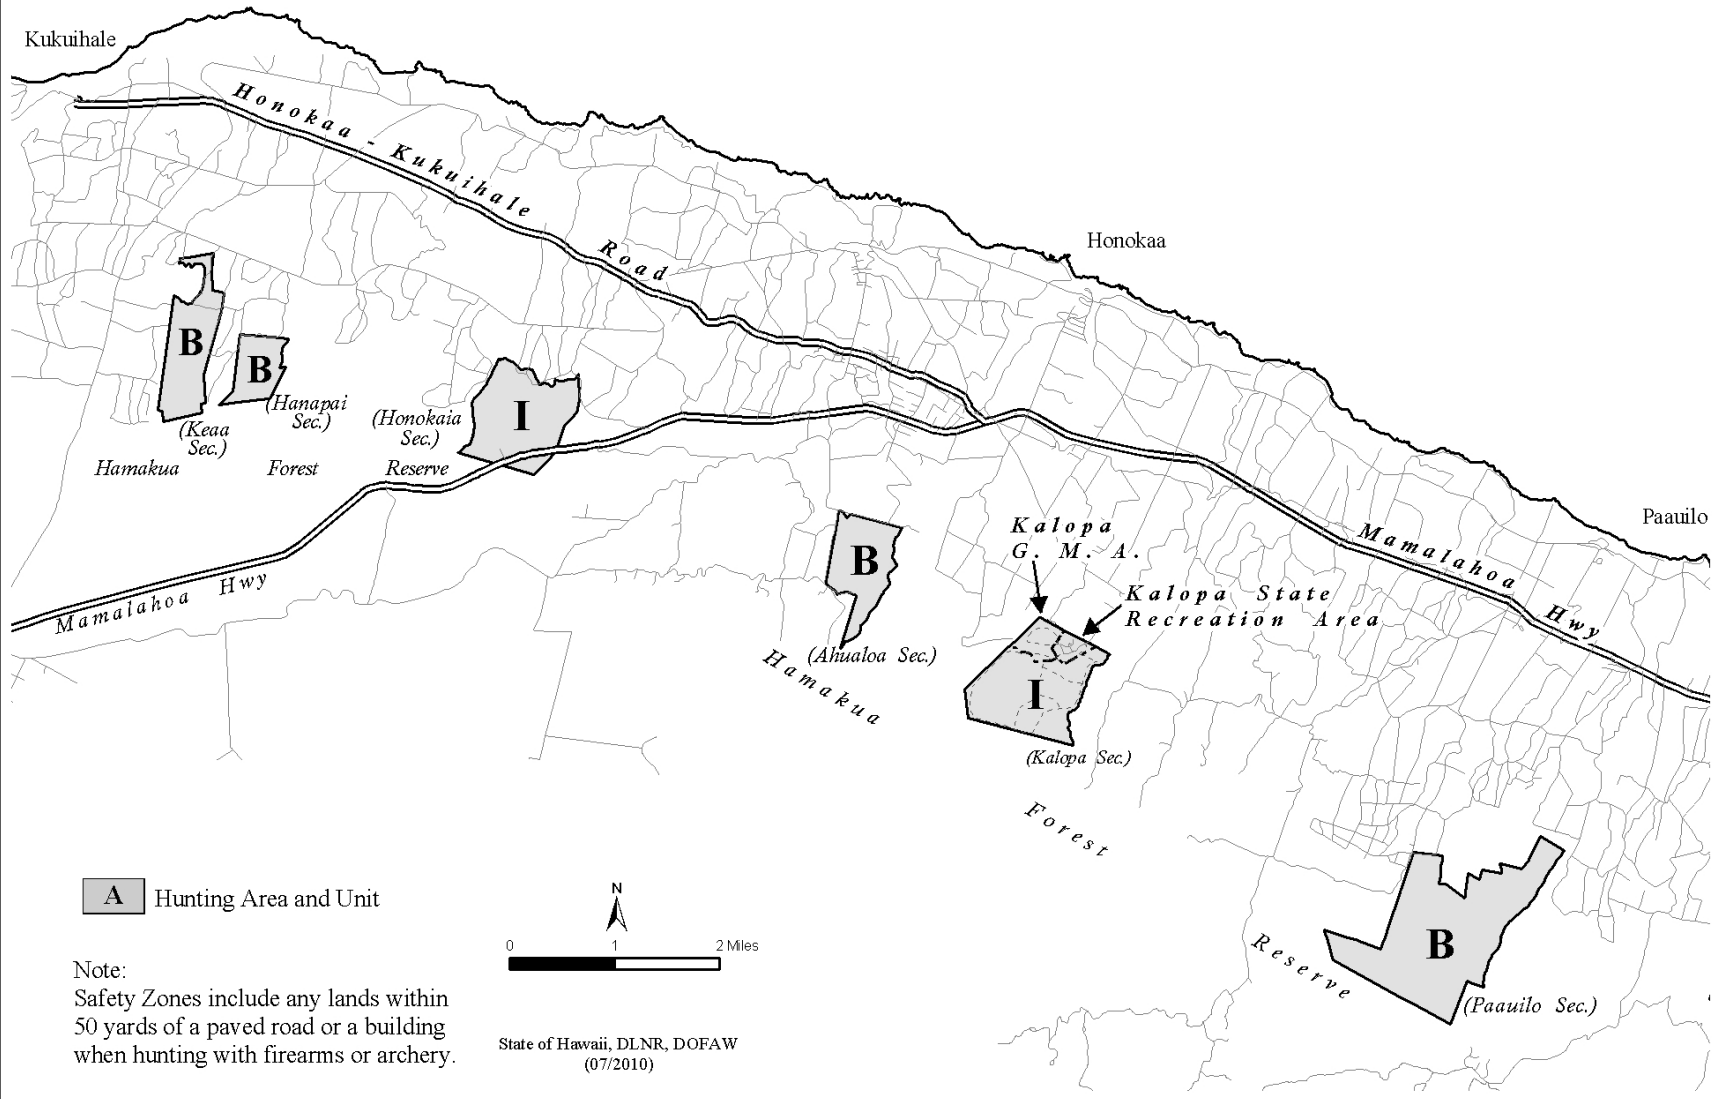 Kukuihale
Honokaa - Kukuihale Road
Honokaa
B
B
(Keaa
Sec.)
(Hanapai
Sec.)
(Honokaia
Sec.)
I
Hamakua Forest Reserve
Mamalahoa Hwy
Paauilo
Mamalahoa Hwy
Kalopa
G. M. A.
B
Kalopa State
Recreation Area
(Ahualoa Sec.)
I
(Kalopa Sec.)
Hamakua
Forest
Reserve
B
(Paauilo Sec.)
A Hunting Area and Unit
N
0 1 2 Miles
Note:
Safety Zones include any lands within
50 yards of a paved road or a building
when hunting with firearms or archery.
State of Hawaii, DLNR, DOFAW
(07/2010)